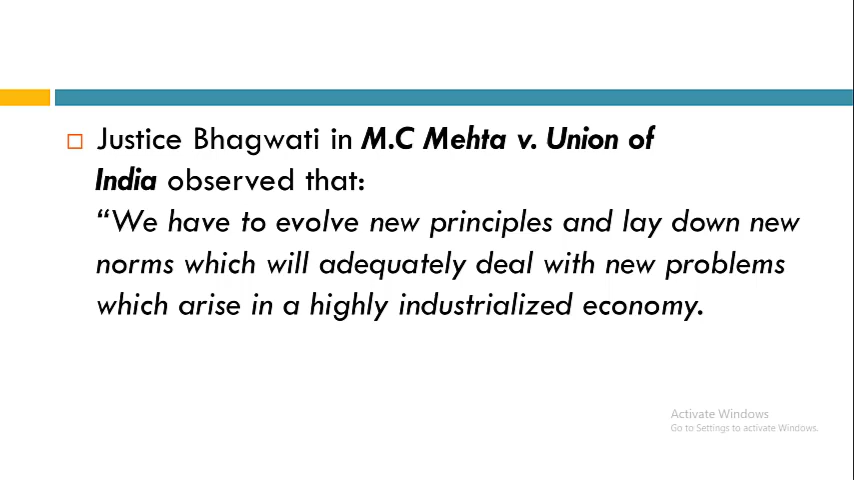 Justice Bhagwati in M.C Mehta v. Union of
India observed that:
“We have to evolve new principles and lay down new
norms which will adequately deal with new problems
which arise in a highly industrialized economy.
Activate Windows
Go to Settings to activate Windows.